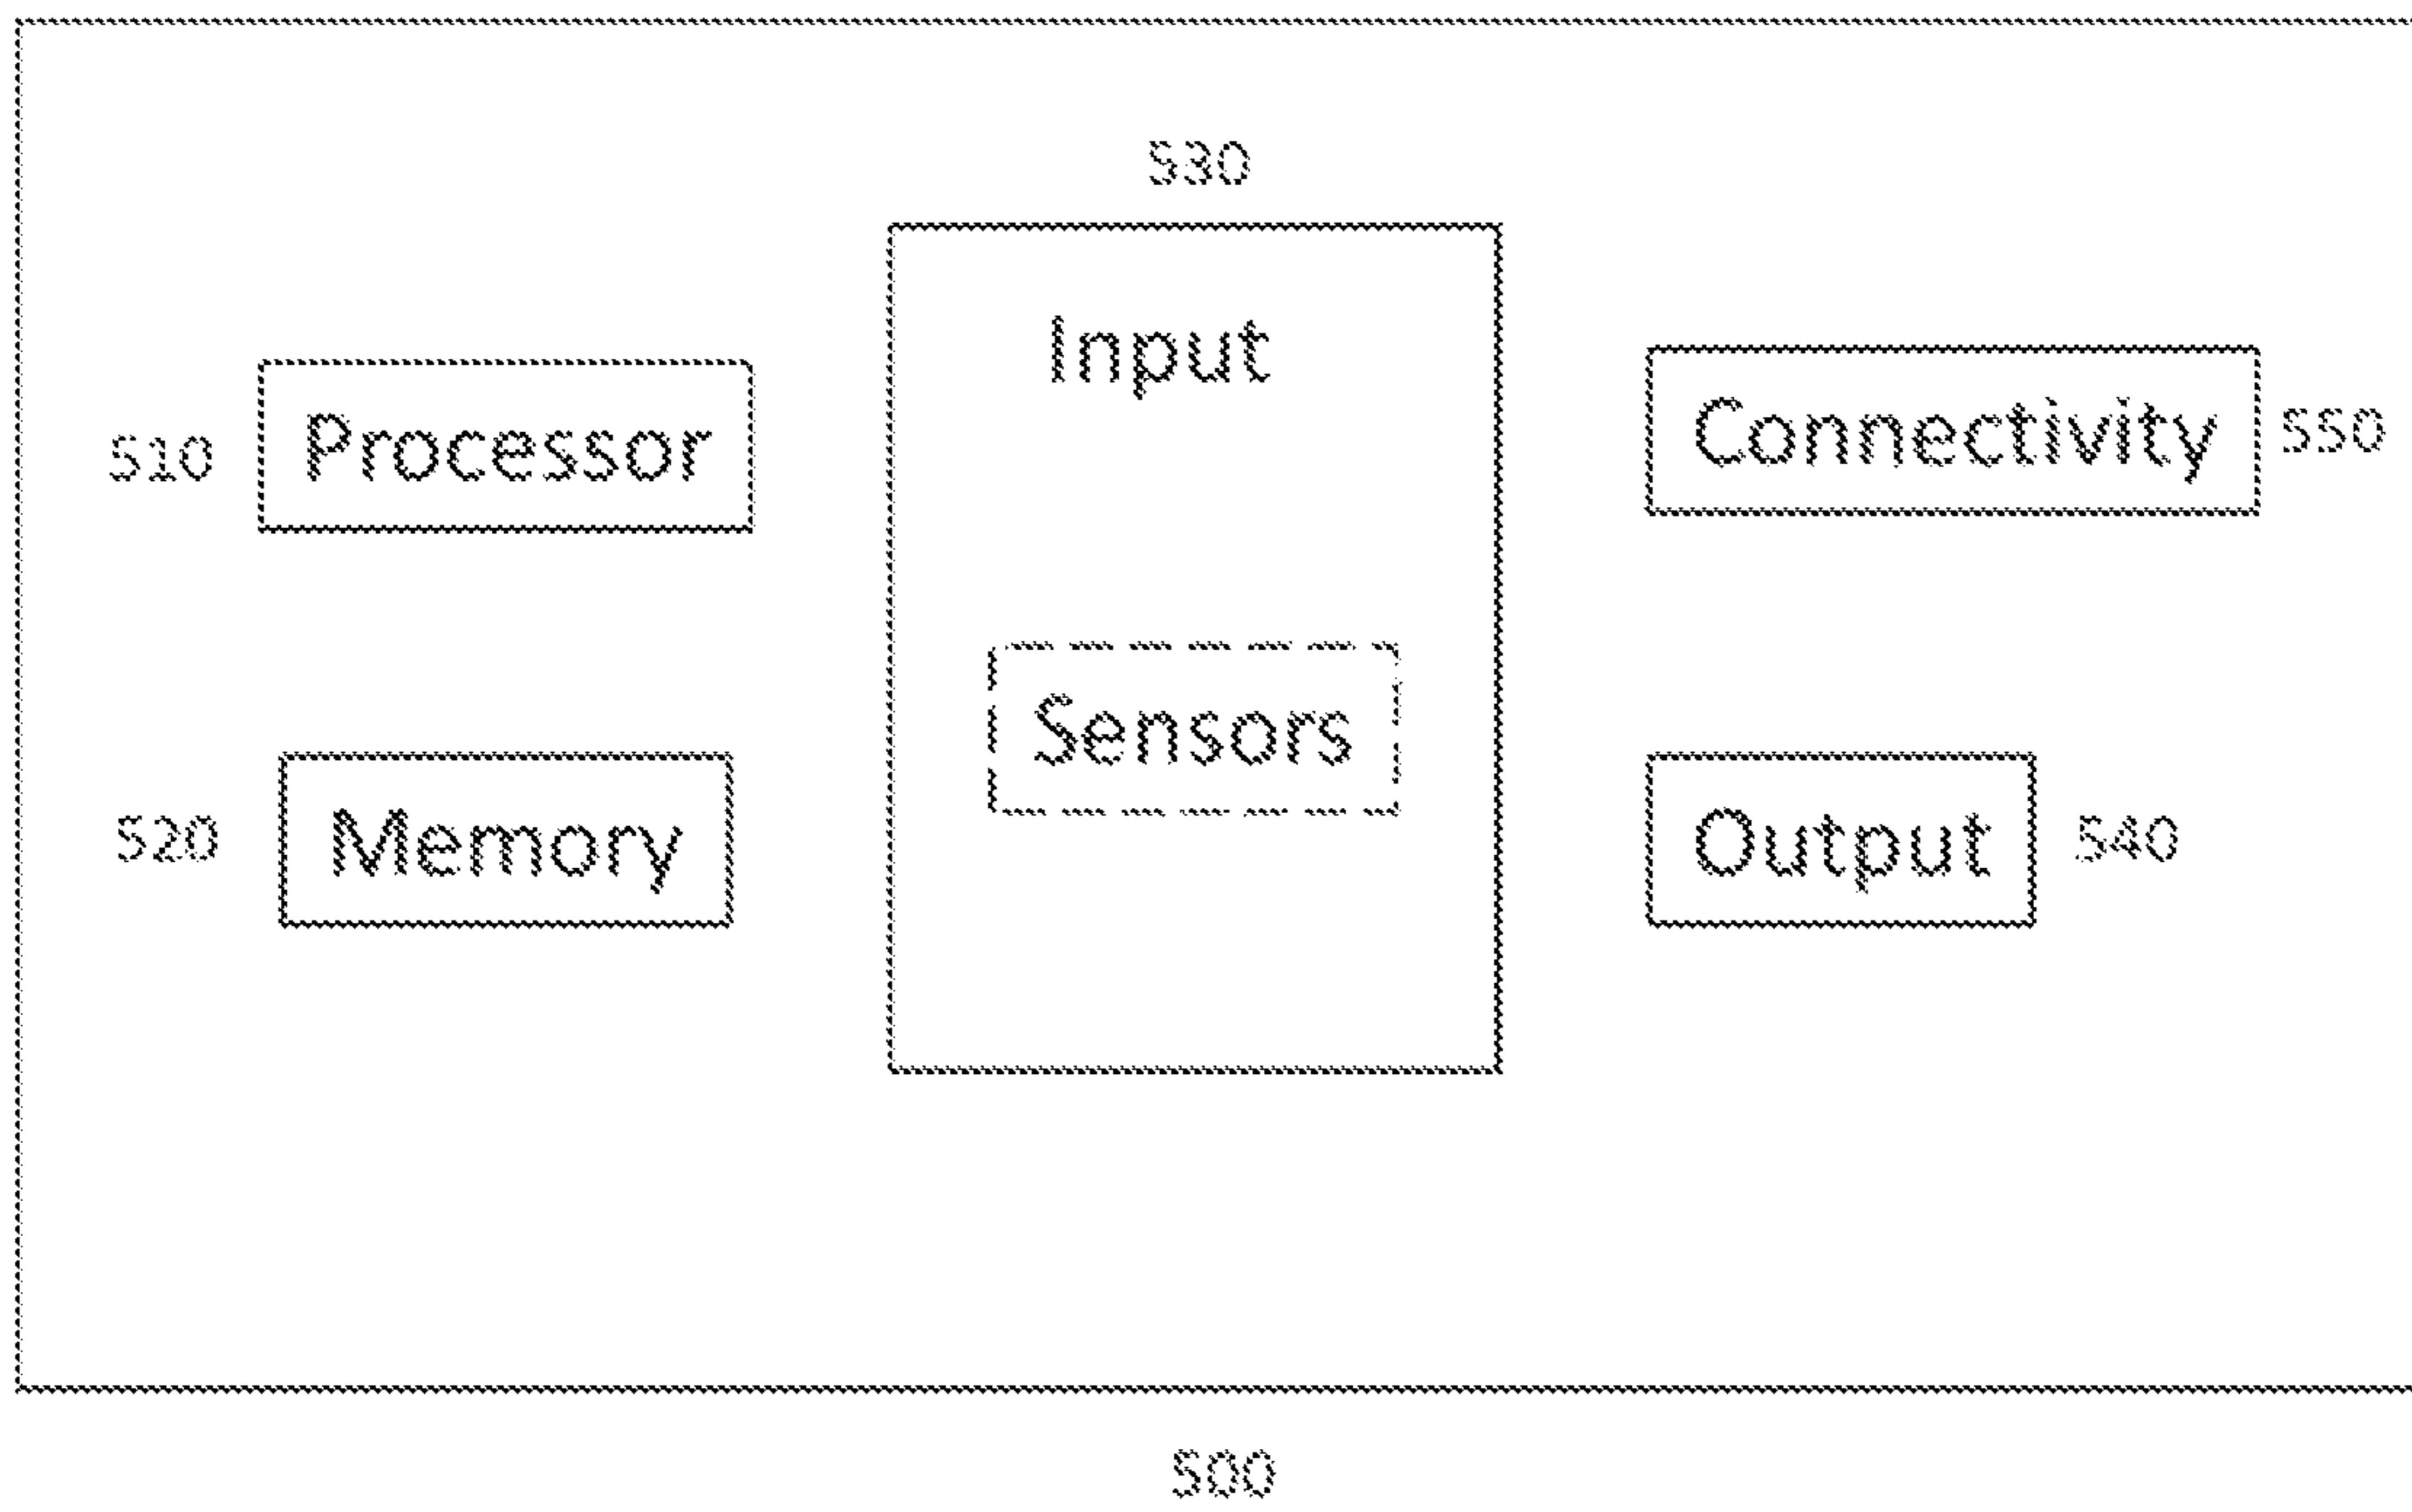 530
Input
Processor
510
Connectivity
550
Sensors
Memory
520
Output
540
500